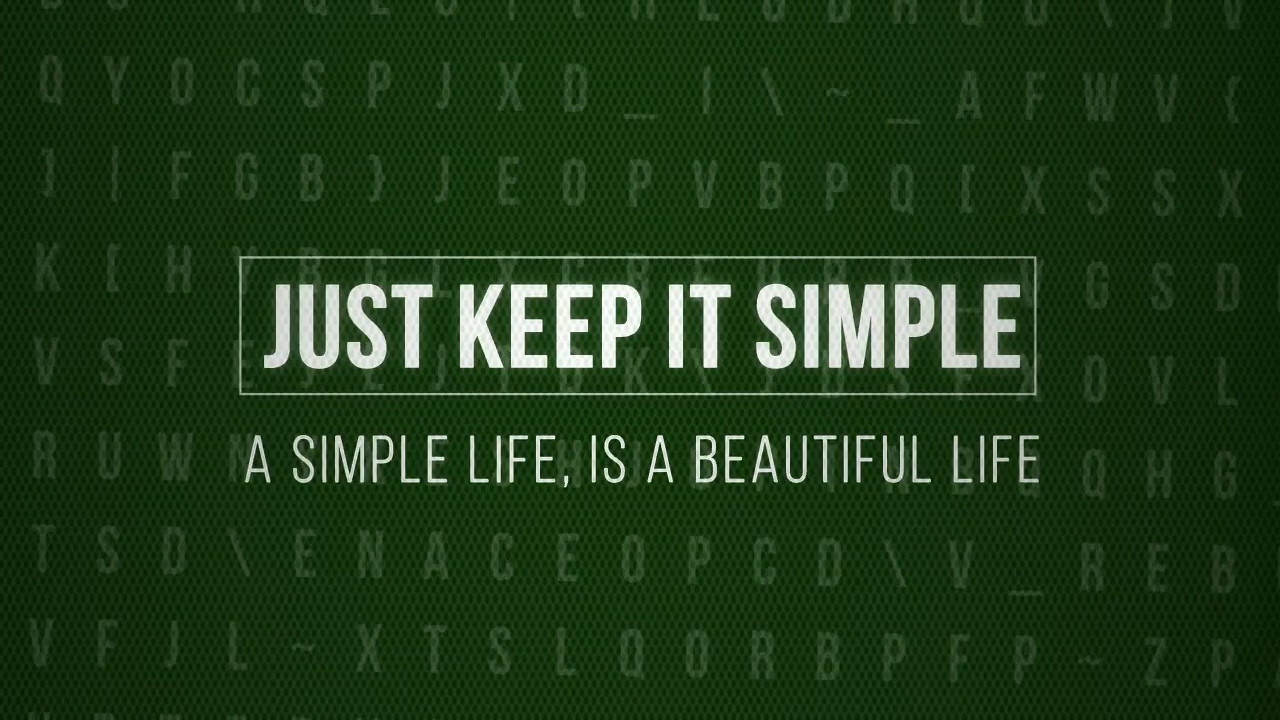 Q Y O C S P J X D _ I \ ~ _ A F W V {
] | F G B } J E O P V B P Q [ X S S X
K [ H G S D
JUST KEEP IT SIMPLE
V S F O V L
A SIMPLE LIFE, IS A BEAUTIFUL LIFE
R U W Q H G
T S D \ E N A C E O P C D \ V _ R E B
V F J L ~ X T S L Q O R B P F P ~ Z P